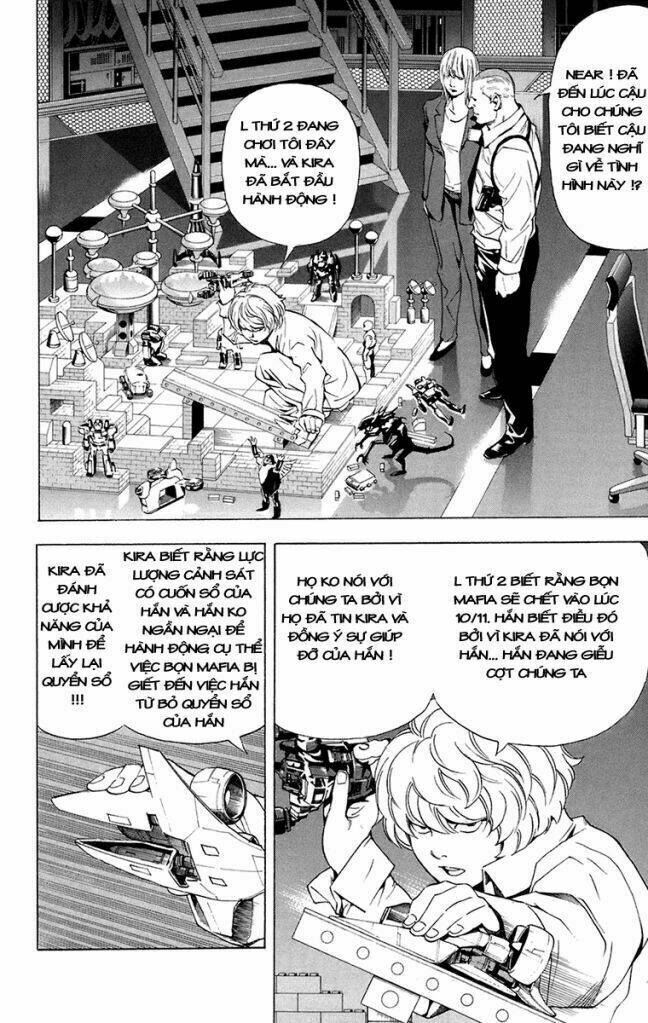 NEAR ! ĐÃ
ĐẾN LÚC CẬU
CHO CHÚNG
TÔI BIẾT CẬU
ĐANG NGHĨ
GÌ VỀ TÌNH
HÌNH NÀY !?
L THỨ 2 ĐANG
CHƠI TÔI ĐÂY
MÀ... VÀ KIRA
ĐÃ BẮT ĐẦU
HÀNH ĐỘNG !
L THỨ 2 BIẾT RẰNG BỌN
MAFIA SẼ CHẾT VÀO LÚC
10/11. HẮN BIẾT ĐIỀU ĐÓ
BỞI VÌ KIRA ĐÃ NÓI VỚI
HẮN... HẮN ĐANG GIỄU
CỢT CHÚNG TA
HỌ KO NÓI VỚI
CHÚNG TA BỞI VÌ
HỌ ĐÃ TIN KIRA VÀ
ĐỒNG Ý SỰ GIÚP
ĐỠ CỦA HẮN !
KIRA BIẾT RẰNG LỰC
LƯỢNG CẢNH SÁT
CÓ CUỐN SỔ CỦA
HẮN VÀ HẮN KO
NGẦN NGẠI ĐỂ
HÀNH ĐỘNG CỤ THỂ
VIỆC BỌN MAFIA BỊ
GIẾT ĐẾN VIỆC HẮN
TỪ BỎ QUYỂN SỔ
CỦA HẮN
KIRA ĐÃ
ĐÁNH
CƯỢC KHẢ
NĂNG CỦA
MÌNH ĐỂ
LẤY LẠI
QUYỂN SỔ
!!!